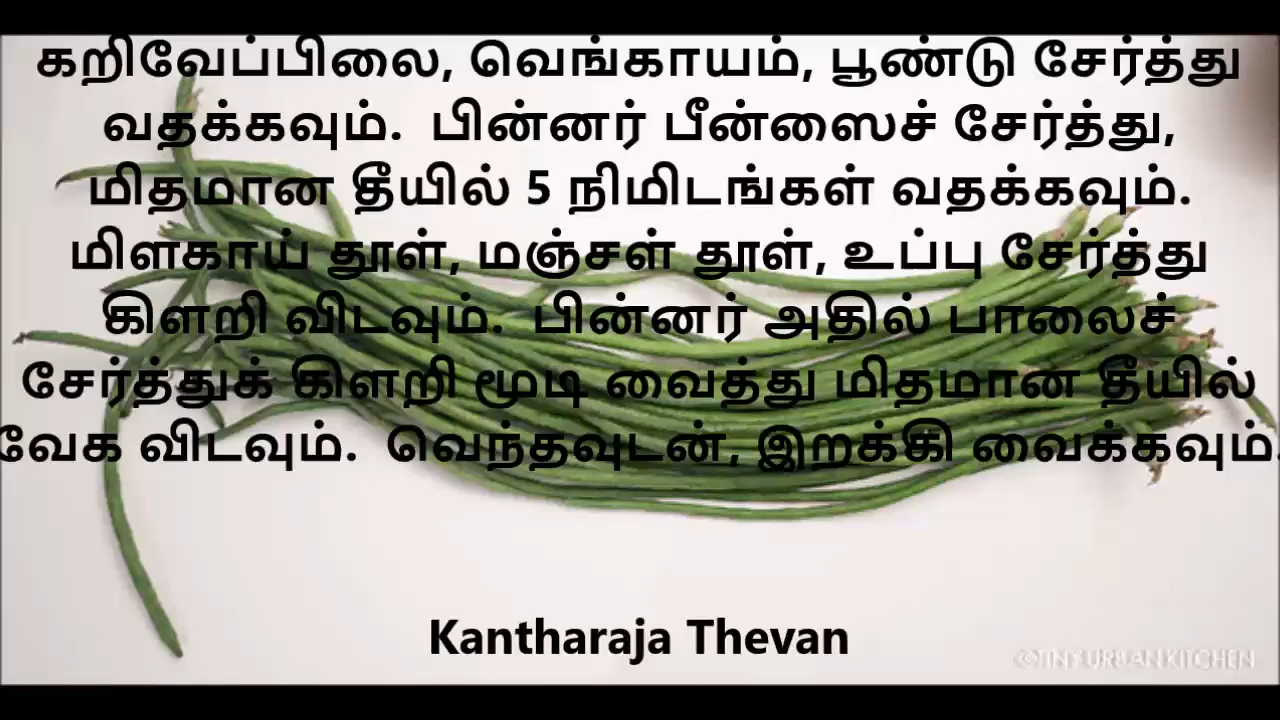 கறிவேப்பிலை, வெங்காயம், பூண்டு சேர்த்து
வதக்கவும். பின்னர் பீன்ஸைச் சேர்த்து,
மிதமான தீயில் 5 நிமிடங்கள் வதக்கவும்.
மிளகாய் தூள், மஞ்சள் தூள், உப்பு சேர்த்து
கிளறி விடவும். பின்னர் அதில் பாலைச்
சேர்த்துக் கிளறி மூடி வைத்து மிதமான தீயில்
வேக விடவும். வெந்தவுடன், இறக்கி வைக்கவும்.
Kantharaja Thevan
©TINYURBANKITCHEN